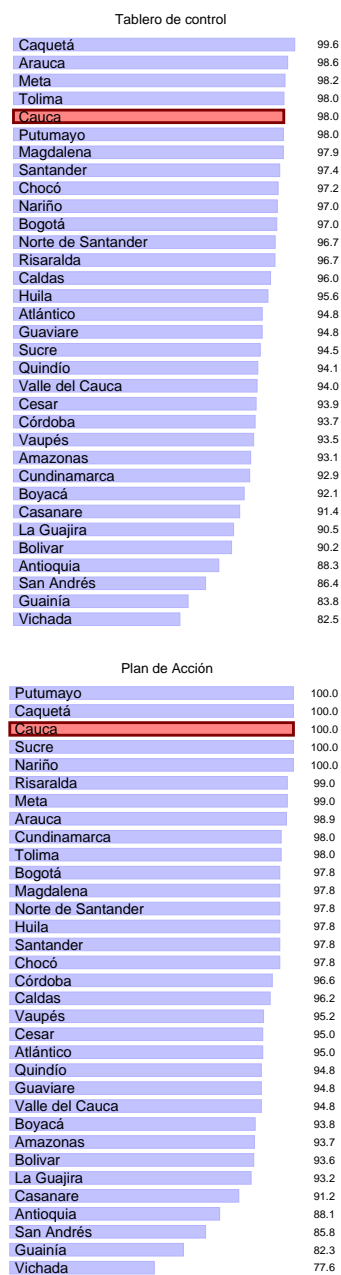 Tablero de control
Caquetá 99.6
Arauca 98.6
Meta 98.2
Tolima 98.0
Cauca 98.0
Putumayo 98.0
Magdalena 97.9
Santander 97.4
Chocó 97.2
Nariño 97.0
Bogotá 97.0
Norte de Santander 96.7
Risaralda 96.7
Caldas 96.0
Huila 95.6
Atlántico 94.8
Guaviare 94.8
Sucre 94.5
Quindío 94.1
Valle del Cauca 94.0
Cesar 93.9
Córdoba 93.7
Vaupés 93.5
Amazonas 93.1
Cundinamarca 92.9
Boyacá 92.1
Casanare 91.4
La Guajira 90.5
Bolivar 90.2
Antioquia 88.3
San Andrés 86.4
Guainía 83.8
Vichada 82.5
Plan de Acción
Putumayo 100.0
Caquetá 100.0
Cauca 100.0
Sucre 100.0
Nariño 100.0
Risaralda 99.0
Meta 99.0
Arauca 98.9
Cundinamarca 98.0
Tolima 98.0
Bogotá 97.8
Magdalena 97.8
Norte de Santander 97.8
Huila 97.8
Santander 97.8
Chocó 97.8
Córdoba 96.6
Caldas 96.2
Vaupés 95.2
Cesar 95.0
Atlántico 95.0
Quindío 94.8
Guaviare 94.8
Valle del Cauca 94.8
Boyacá 93.8
Amazonas 93.7
Bolivar 93.6
La Guajira 93.2
Casanare 91.2
Antioquia 88.1
San Andrés 85.8
Guainía 82.3
Vichada 77.6